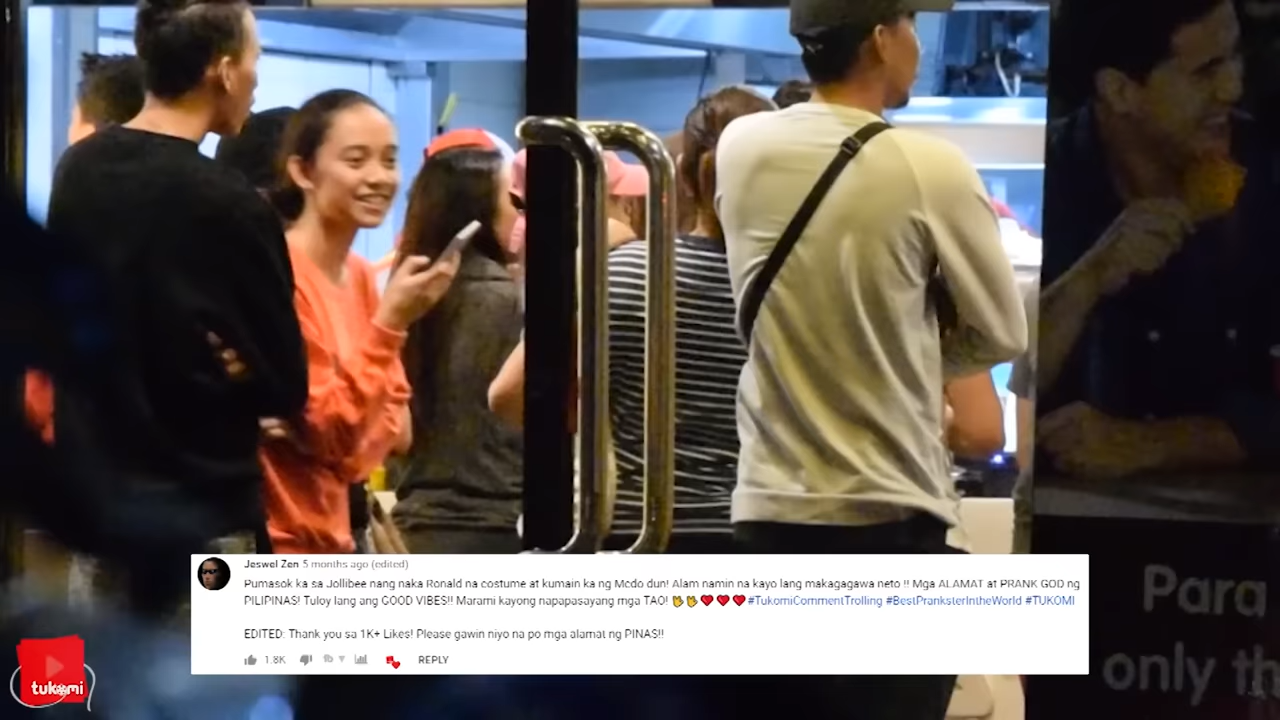 Jeswel Zen 5 months ago (edited)
Pumasok ka sa Jollibee nang naka Ronald na costume at kumain ka ng Mcdo dun! Alam namin na kayo lang makagagawa neto !! Mga ALAMAT at PRANK GOD ng
PILIPINAS! Tuloy lang ang GOOD VIBES!! Marami kayong napapasayang mga TAO! 👏👏❤❤❤#TukomiCommentTrolling #BestPranksterIntheWorld #TUKOMI
EDITED: Thank you sa 1K+ Likes! Please gawin niyo na po mga alamat ng PINAS!!
1.8K REPLY
Para
only th
tukomi